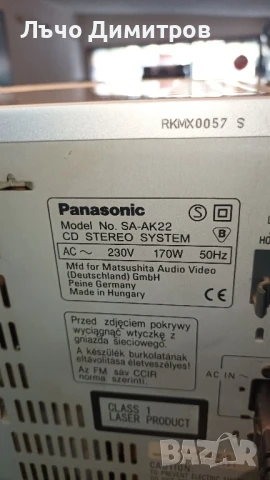 Лъчо Димитров
RKMX0057 S
Panasonic
Model No. SA-AK22
CD STEREO SYSTEM
S
B
AC ~ 230V 170W 50Hz
Mfd for Matsushita Audio Video
(Deutschland) GmbH
Peine Germany
Made in Hungary
CE
Przed zdjęciem pokrywy
wyciągnąć wtyczkę z
gniazda sieciowego.
A készülék burkolatának
eltávolítása életveszélyes!
Az FM sáv CCIR
norma szerinti.
AC IN ~
CLASS 1
LASER PRODUCT
BAZAR